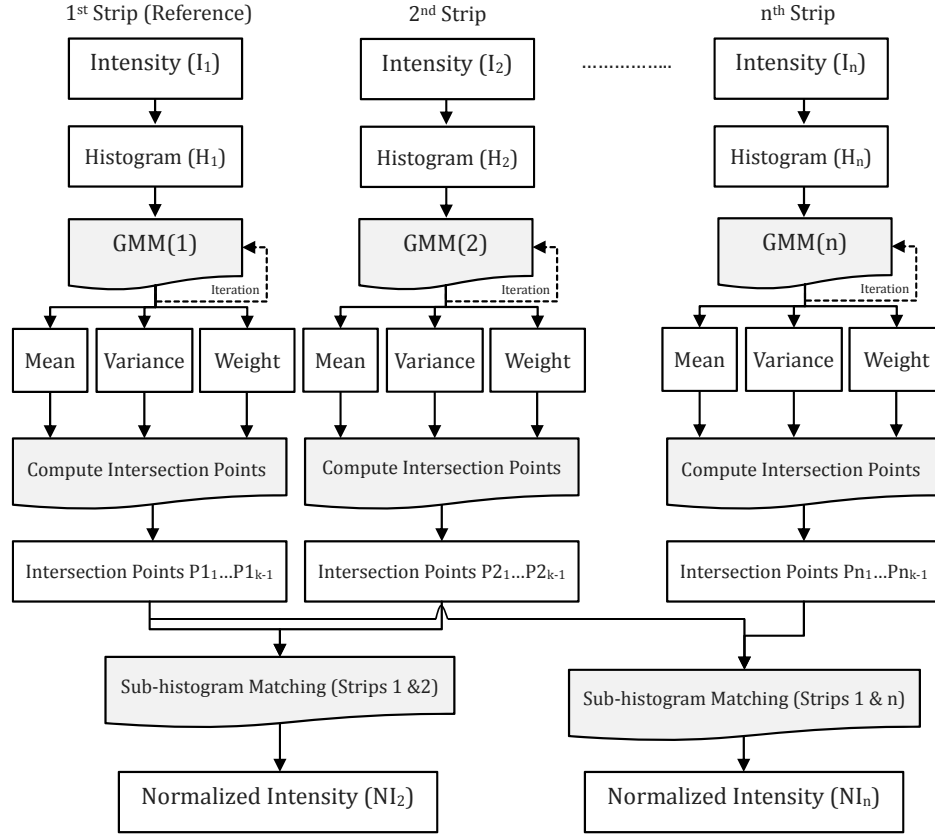 1st Strip (Reference) 2nd Strip nth Strip
Intensity (I1) Intensity (I2) ................. Intensity (In)
Histogram (H1) Histogram (H2) Histogram (Hn)
GMM(1) GMM(2) GMM(n)
Iteration Iteration Iteration
Mean Variance Weight Mean Variance Weight Mean Variance Weight
Compute Intersection Points Compute Intersection Points Compute Intersection Points
Intersection Points P11...P1k-1 Intersection Points P21...P2k-1 Intersection Points Pn1...Pnk-1
Sub-histogram Matching (Strips 1 &2) Sub-histogram Matching (Strips 1 & n)
Normalized Intensity (NI2) Normalized Intensity (NIn)